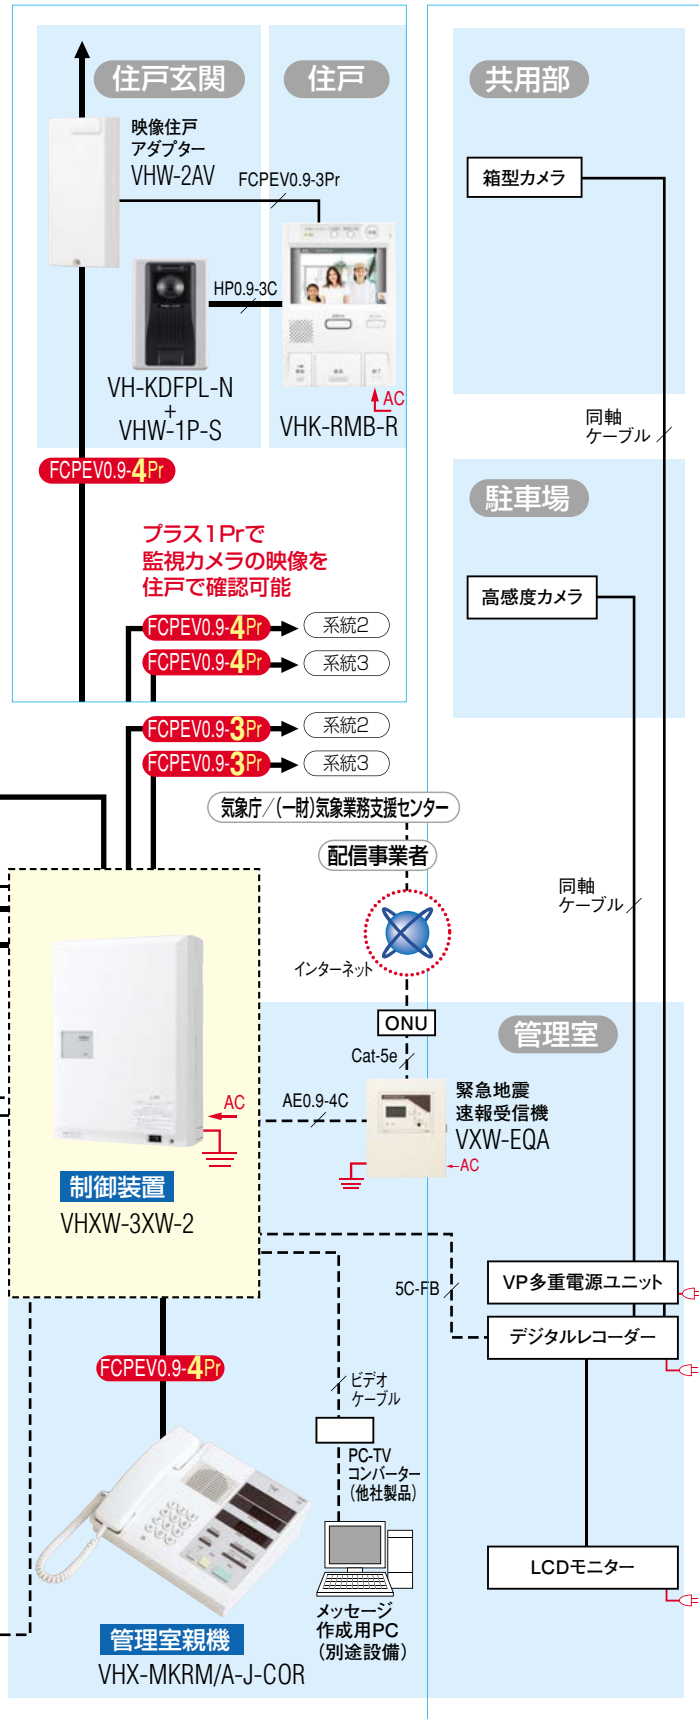 住戸玄関
住戸
共用部
映像住戸
アダプター
VHW-2AV
FCPEV0.9-3Pr
箱型カメラ
HP0.9-3C
VH-KDFPL-N
+
VHW-1P-S
AC
VHK-RMB-R
同軸
ケーブル
FCPEV0.9-4Pr
駐車場
プラス1Prで
監視カメラの映像を
住戸で確認可能
高感度カメラ
FCPEV0.9-4Pr
系統2
FCPEV0.9-4Pr
系統3
FCPEV0.9-3Pr
系統2
FCPEV0.9-3Pr
系統3
気象庁/(一財)気象業務支援センター
配信事業者
同軸
ケーブル
インターネット
ONU
管理室
Cat-5e
AC
AE0.9-4C
緊急地震
速報受信機
VXW-EQA
AC
制御装置
VHXW-3XW-2
5C-FB
VP多重電源ユニット
デジタルレコーダー
FCPEV0.9-4Pr
ビデオ
ケーブル
PC-TV
コンバーター
(他社製品)
LCDモニター
メッセージ
作成用PC
(別途設備)
管理室親機
VHX-MKRM/A-J-COR